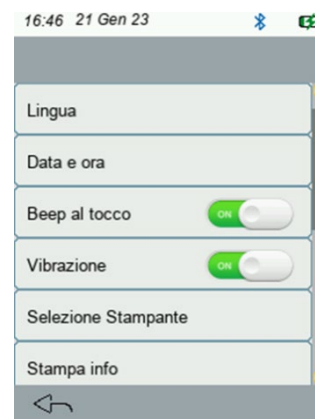 16:46 21 Gen 23
Lingua
Data e ora
Beep al tocco ON
Vibrazione ON
Selezione Stampante
Stampa info